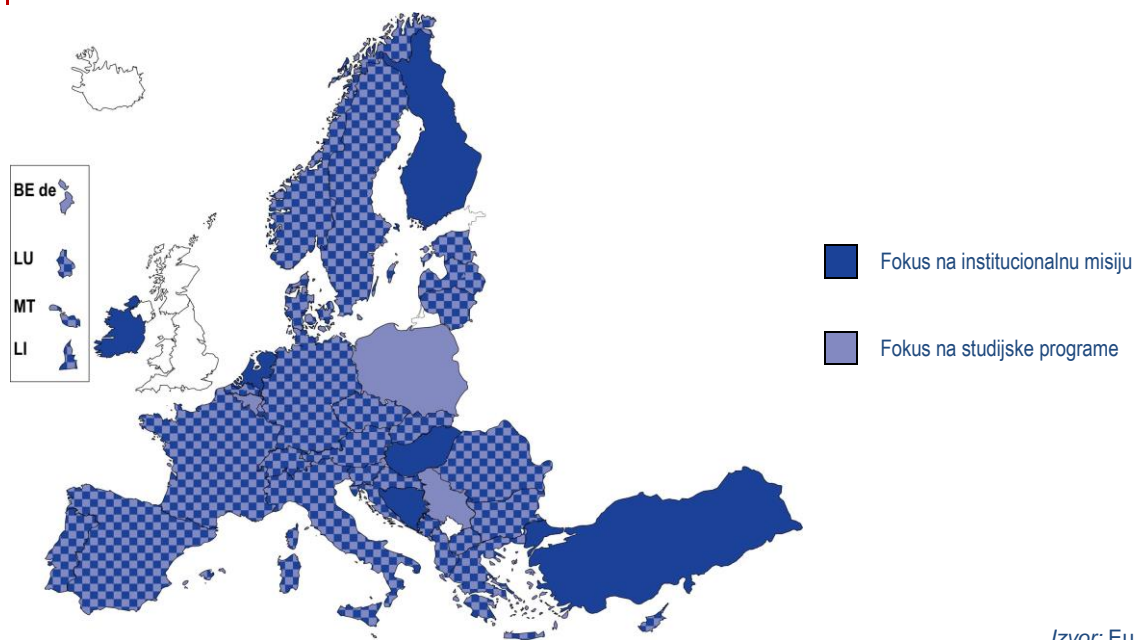 BE de
LU
MT
LI
Fokus na institucionalnu misiju
Fokus na studijske programe
Izvor: Eu